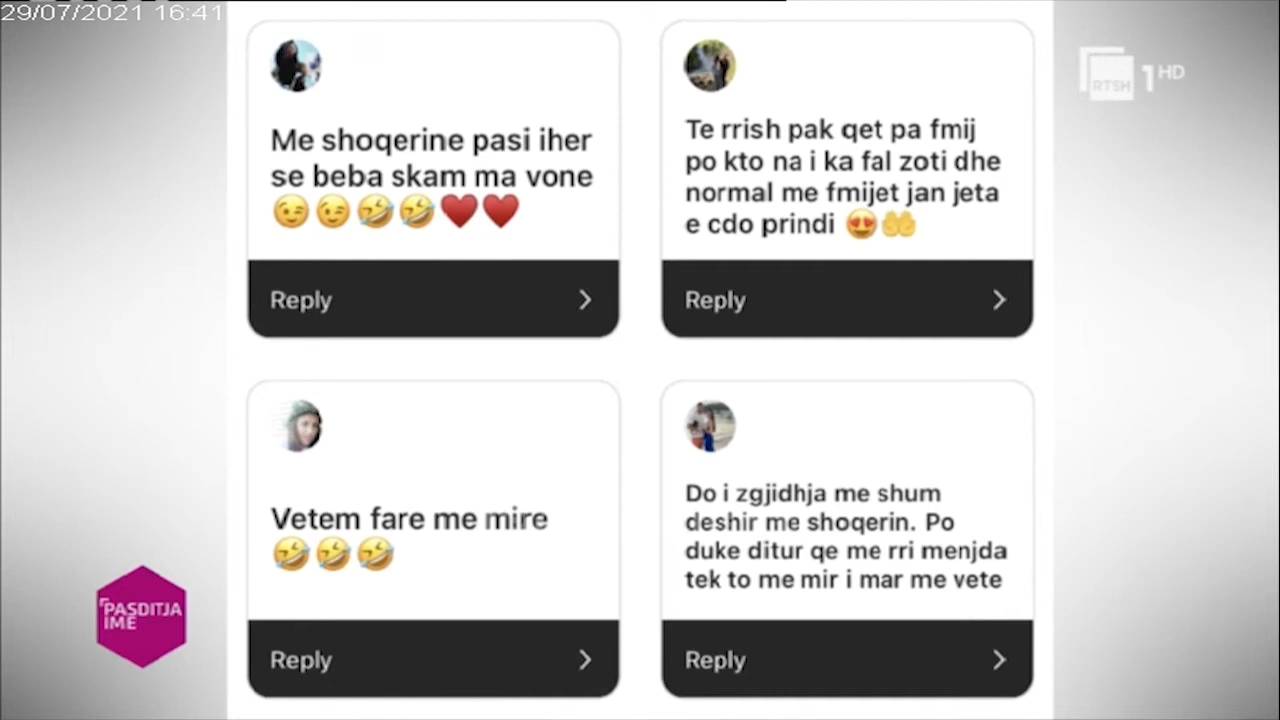 29/07/2021 16:41
RTSH 1 HD
Me shoqerine pasi iher
se beba skam ma vone
😉😉🤣🤣❤️❤️
Reply
Te rrish pak qet pa fmij
po kto na i ka fal zoti dhe
normal me fmijet jan jeta
e cdo prindi 😍🤲
Reply
Vetem fare me mire
🤣🤣🤣
Reply
Do i zgjidhja me shum
deshir me shoqerin. Po
duke ditur qe me rri menjda
tek to me mir i mar me vete
Reply
PASDITJA
IME